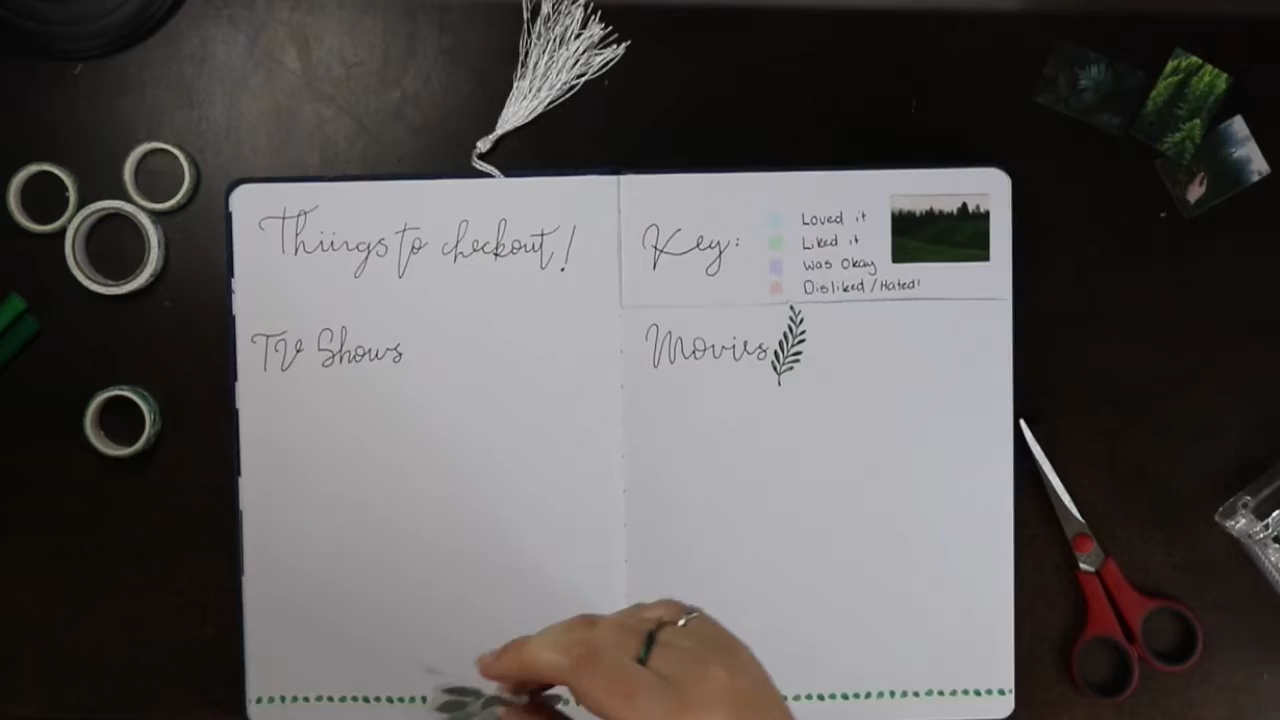 Things to checkout!
TV Shows
Key:
Loved it
Liked it
Was Okay
Disliked/Hated!
Movies